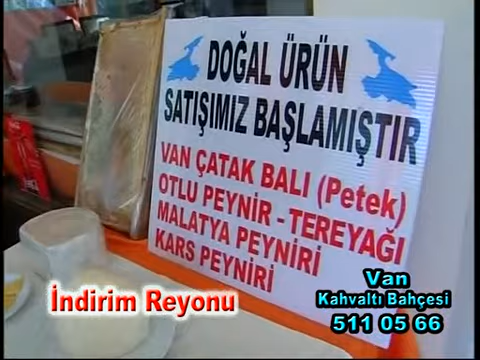 DOĞAL ÜRÜN
SATIŞIMIZ BAŞLAMIŞTIR
VAN ÇATAK BALI (Petek)
OTLU PEYNİR - TEREYAĞI
MALATYA PEYNİRİ
KARS PEYNİRİ
İndirim Reyonu
Van
Kahvaltı Bahçesi
511 05 66